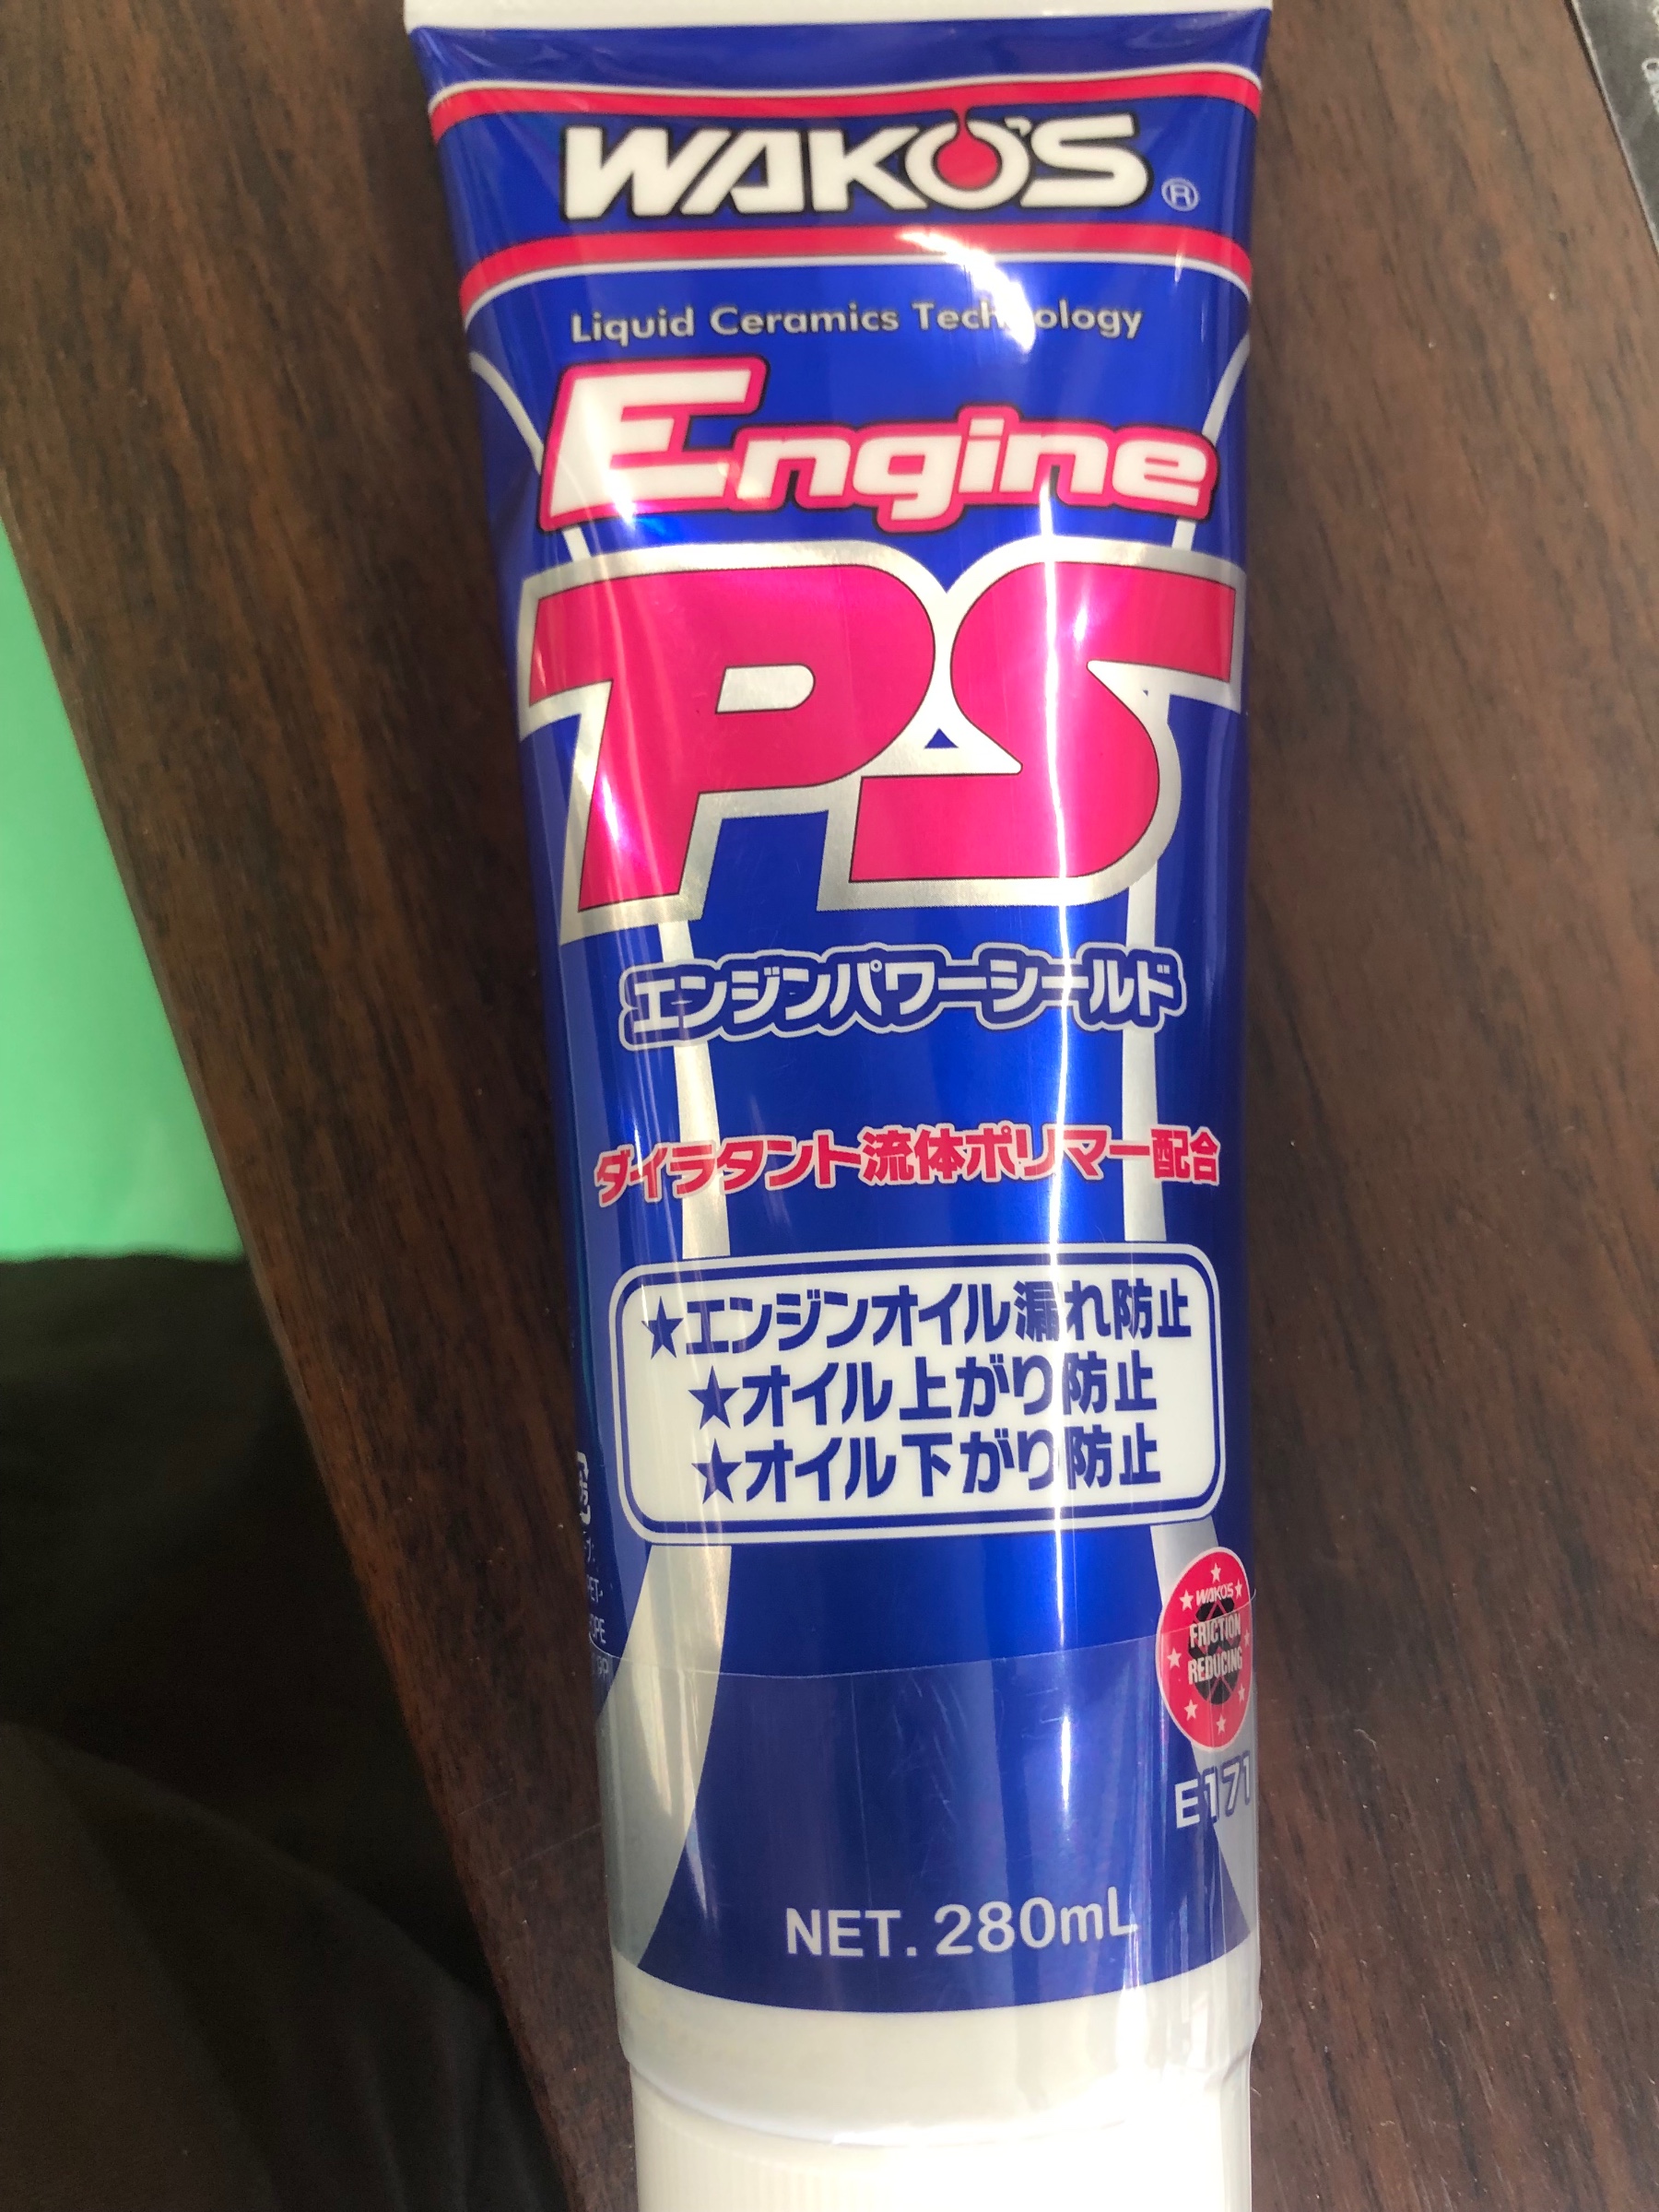 WAKO'S®
Liquid Ceramics Technology
Engine
PS
エンジンパワーシールド
ダイラタント流体ポリマー配合
★エンジンオイル漏れ防止
★オイル上がり防止
★オイル下がり防止
WAKO'S
FRICTION
REDUCING
E171
NET. 280mL